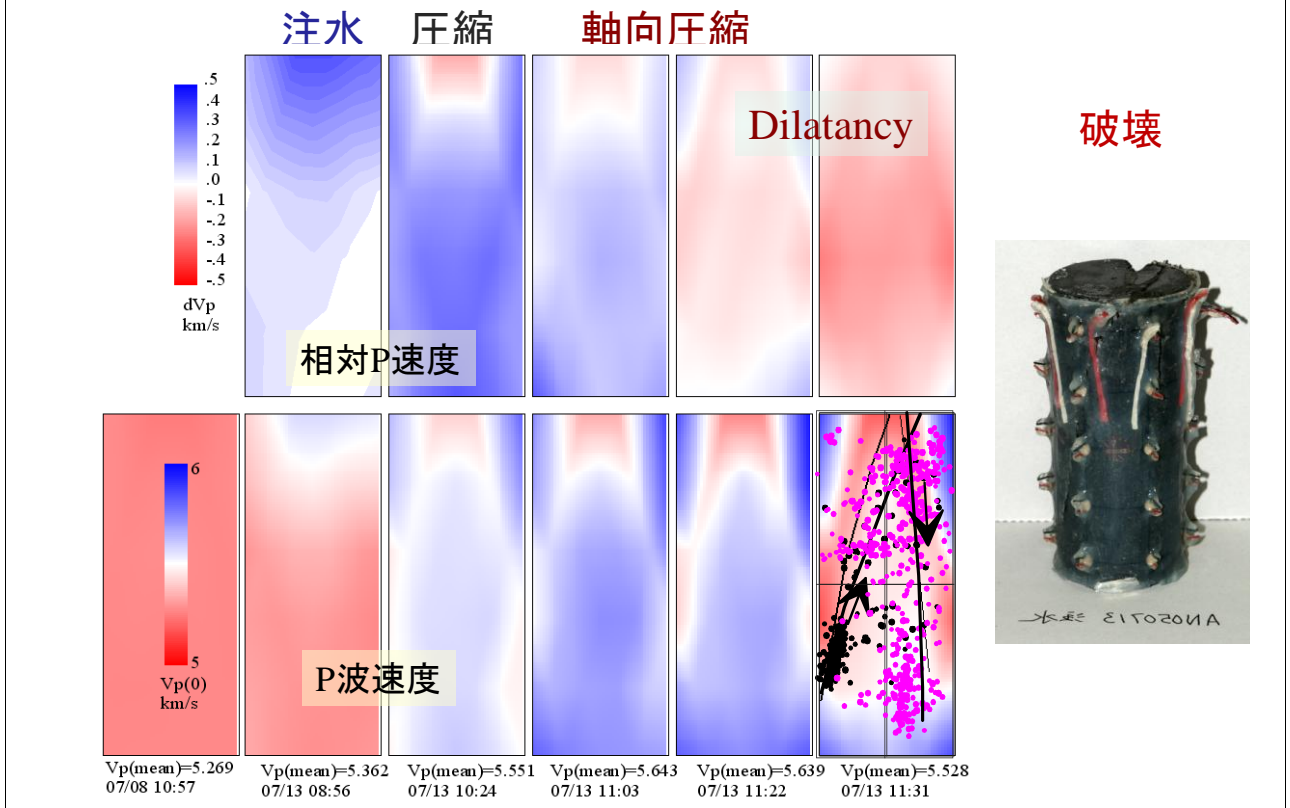 注水 圧縮 軸向圧縮
.5
.4
.3
.2
.1
.0
-.1
-.2
-.3
-.4
-.5
dVp
km/s
Dilatancy
破壊
相対P速度
6
5
Vp(0)
km/s
P波速度
Vp(mean)=5.269
07/08 10:57
Vp(mean)=5.362
07/13 08:56
Vp(mean)=5.551
07/13 10:24
Vp(mean)=5.643
07/13 11:03
Vp(mean)=5.639
07/13 11:22
Vp(mean)=5.528
07/13 11:31
AN050713 注水